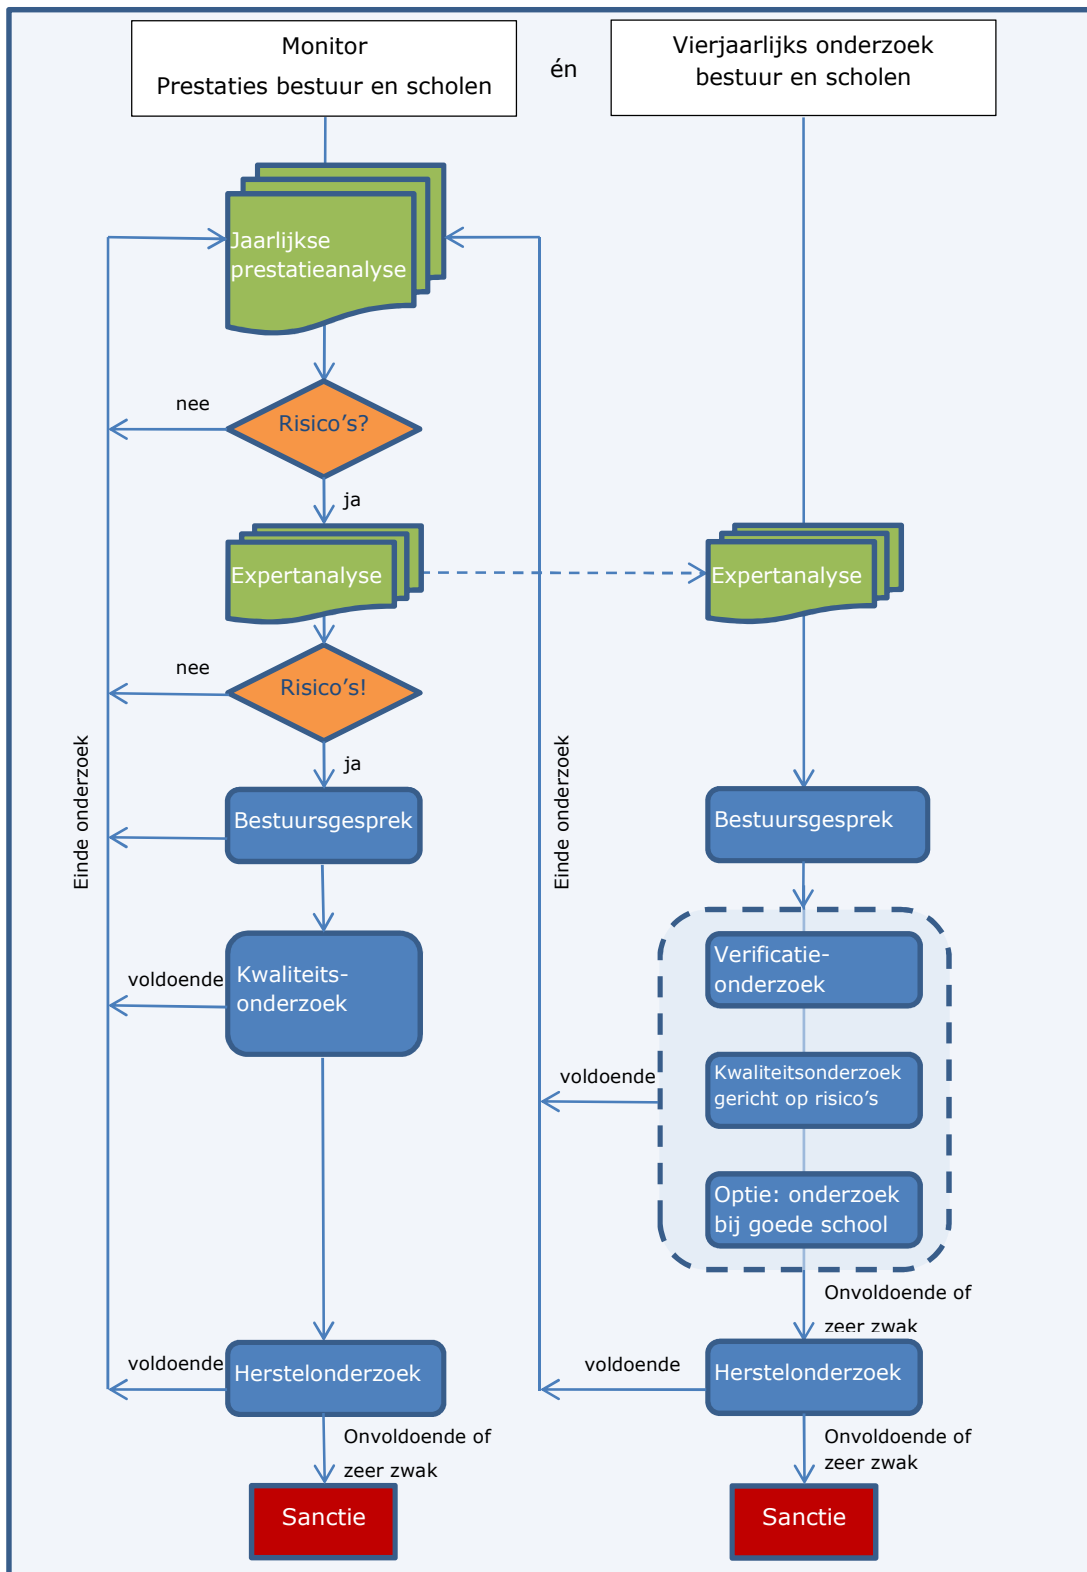 Monitor
Prestaties bestuur en scholen
én
Vierjaarlijks onderzoek
bestuur en scholen
Jaarlijkse
prestatieanalyse
nee
Risico's?
ja
Expertanalyse
Expertanalyse
nee
Risico's!
ja
Einde onderzoek
Einde onderzoek
Bestuursgesprek
Bestuursgesprek
voldoende
Kwaliteits-
onderzoek
Verificatie-
onderzoek
voldoende
Kwaliteitsonderzoek
gericht op risico's
Optie: onderzoek
bij goede school
Onvoldoende of
zeer zwak
voldoende
Herstelonderzoek
voldoende
Herstelonderzoek
Onvoldoende of
zeer zwak
Onvoldoende of
zeer zwak
Sanctie
Sanctie